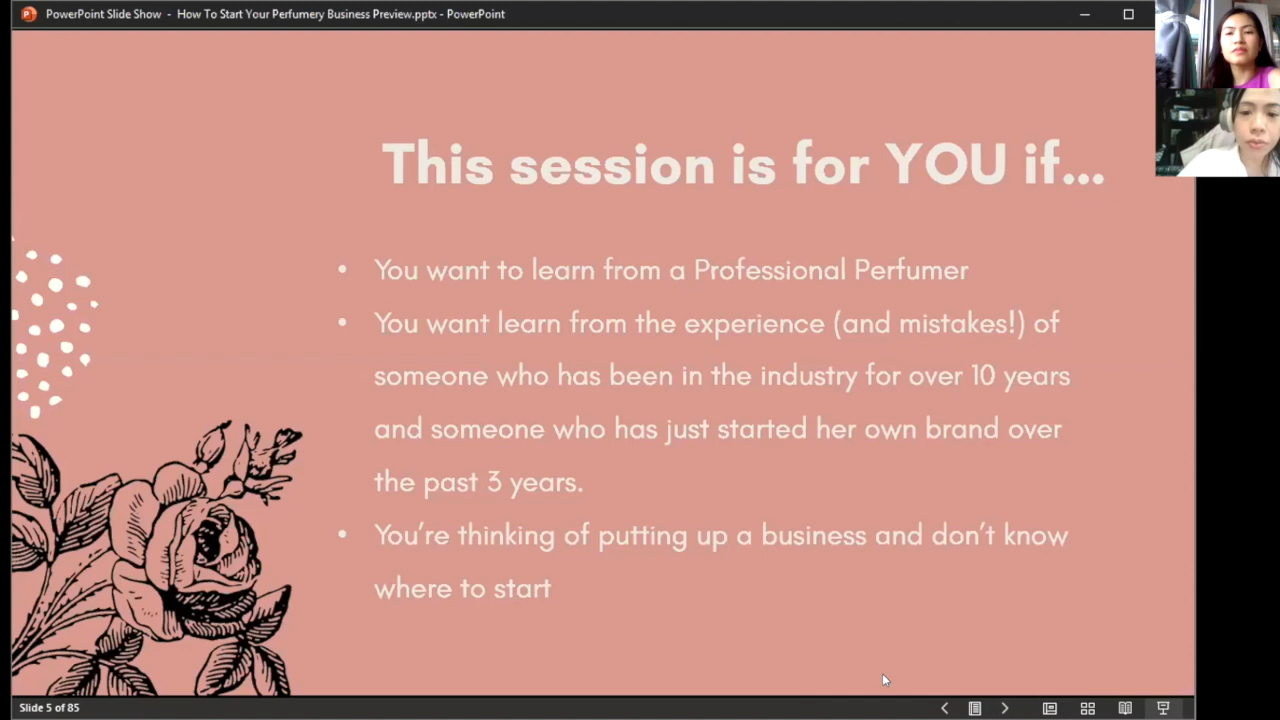 PowerPoint Slide Show - How To Start Your Perfumery Business Preview.pptx - PowerPoint
This session is for YOU if...
• You want to learn from a Professional Perfumer
• You want learn from the experience (and mistakes!) of
someone who has been in the industry for over 10 years
and someone who has just started her own brand over
the past 3 years.
• You’re thinking of putting up a business and don’t know
where to start
Slide 5 of 85